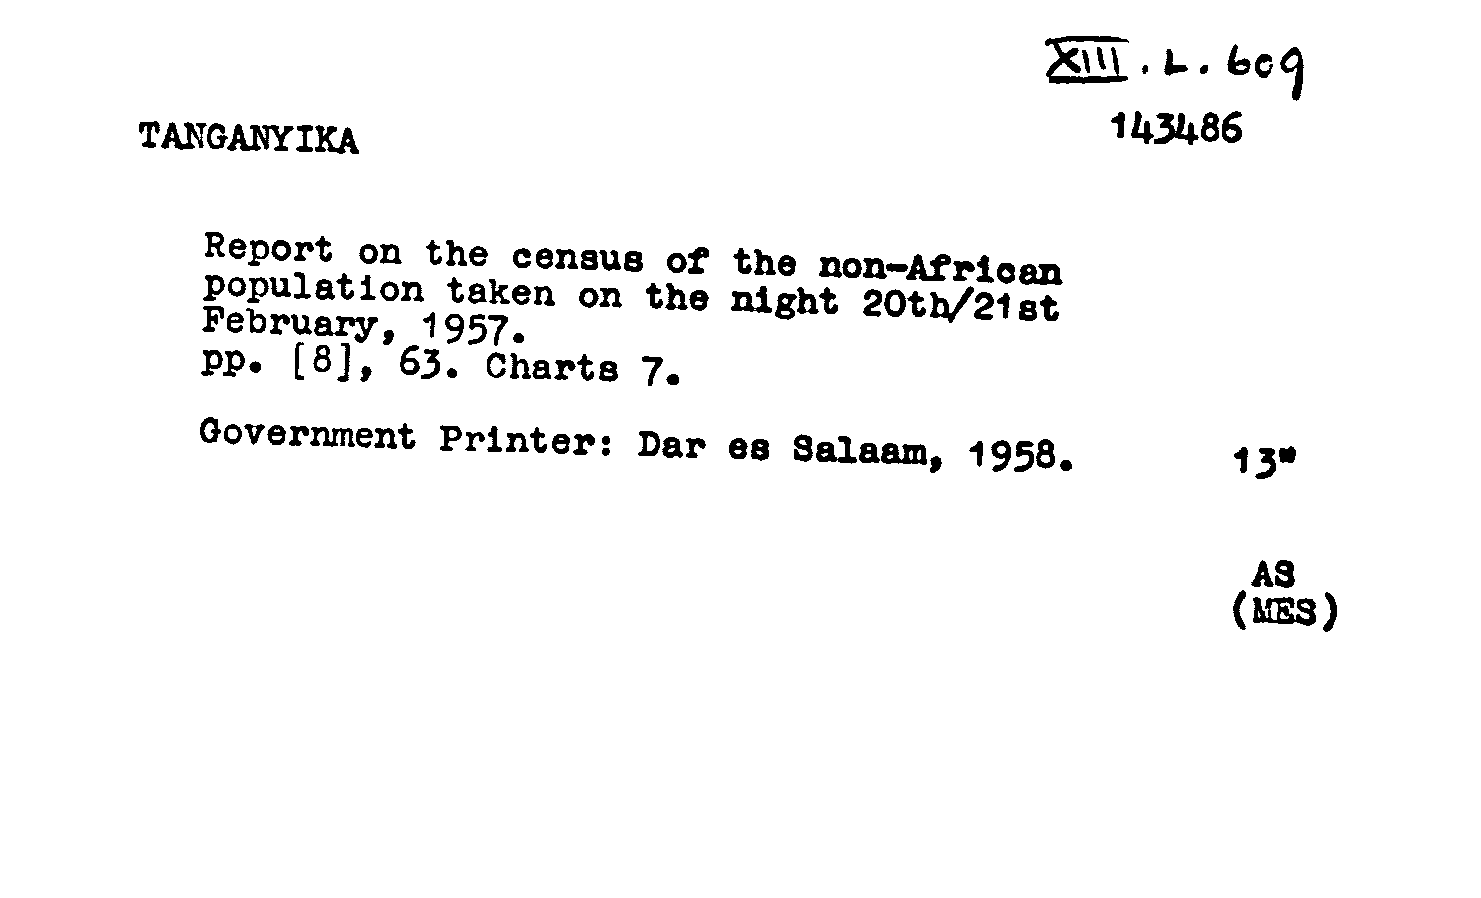 XIII.L.609
143486
TANGANYIKA
Report on the census of the non-African
population taken on the night 20th/21st
February, 1957.
pp. [8], 63. Charts 7.
Government Printer: Dar es Salaam, 1958.
13"
AS
(MES)